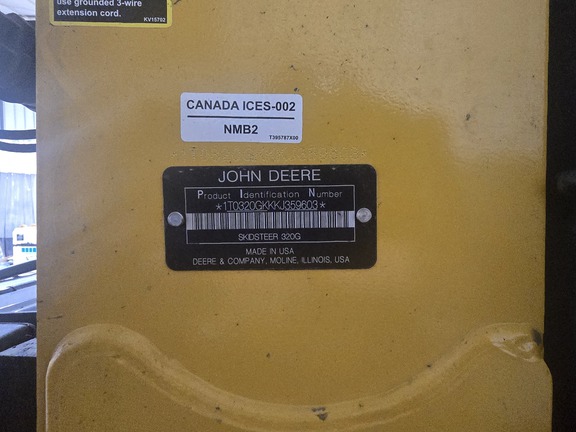 use grounded 3-wire
extension cord.
KV15792
CANADA ICES-002
NMB2
T395787X00
JOHN DEERE
Product Identification Number
*1T0320GKKKJ359603*
SKIDSTEER 320G
MADE IN USA
DEERE & COMPANY, MOLINE, ILLINOIS, USA